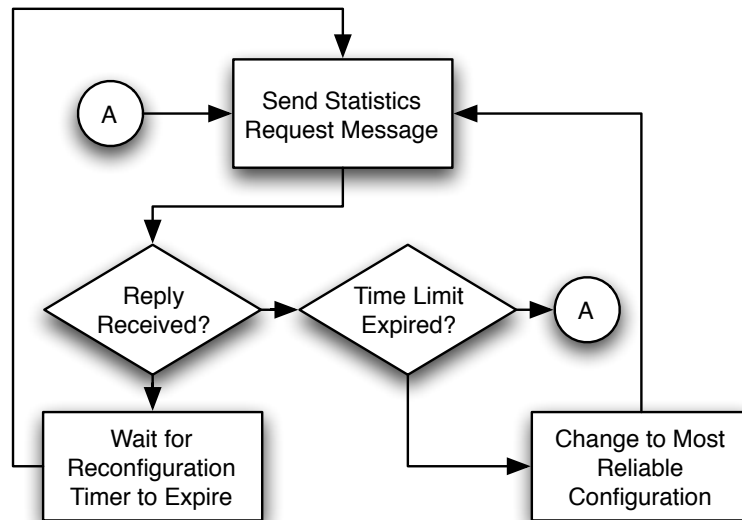 Send Statistics
Request Message
A
Reply
Received?
Time Limit
Expired?
A
Wait for
Reconfiguration
Timer to Expire
Change to Most
Reliable
Configuration